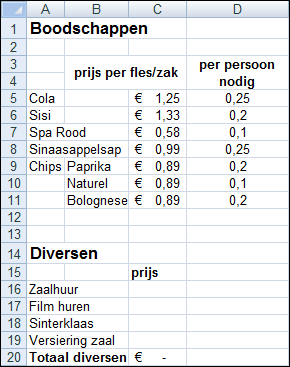 A B C D
1 Boodschappen
2
3 prijs per fles/zak per persoon
4 nodig
5 Cola € 1,25 0,25
6 Sisi € 1,33 0,2
7 Spa Rood € 0,58 0,1
8 Sinaasappelsap € 0,99 0,25
9 Chips Paprika € 0,89 0,2
10 Naturel € 0,89 0,1
11 Bolognese € 0,89 0,2
12
13
14 Diversen
15 prijs
16 Zaalhuur
17 Film huren
18 Sinterklaas
19 Versiering zaal
20 Totaal diversen € -